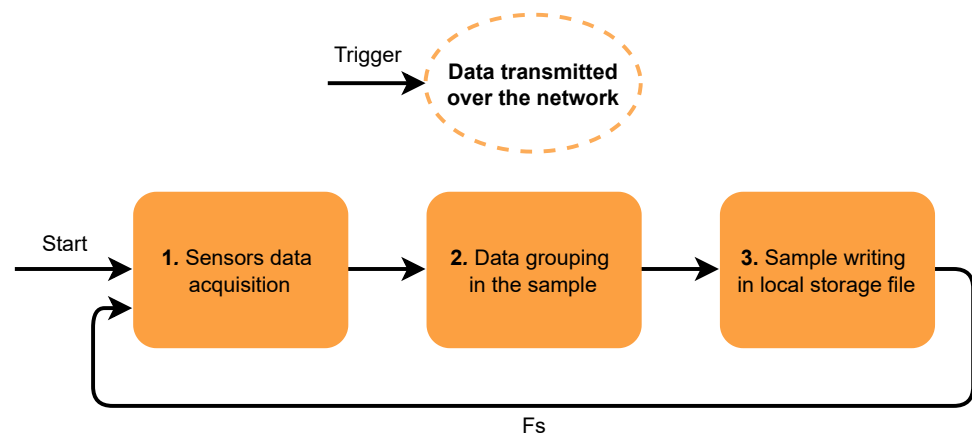 Trigger
Data transmitted
over the network
Start
1. Sensors data
acquisition
2. Data grouping
in the sample
3. Sample writing
in local storage file
Fs